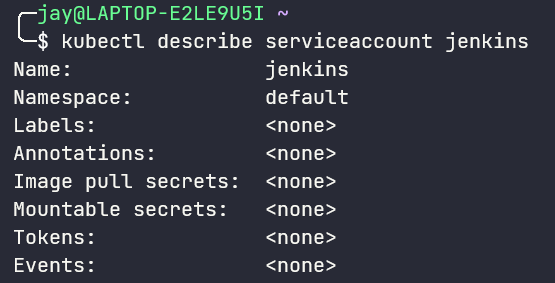 jay@LAPTOP-E2LE9U5I ~
$ kubectl describe serviceaccount jenkins
Name:                jenkins
Namespace:           default
Labels:              <none>
Annotations:         <none>
Image pull secrets:  <none>
Mountable secrets:   <none>
Tokens:              <none>
Events:              <none>